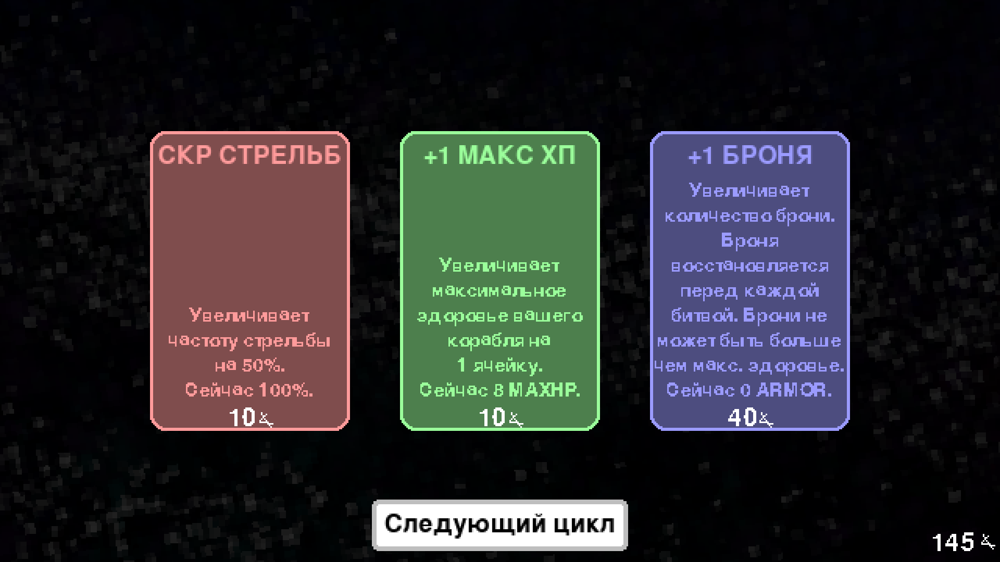 СКР СТРЕЛЬБ
Увеличивает
частоту стрельбы
на 50%.
Сейчас 100%.
10
+1 МАКС ХП
Увеличивает
максимальное
здоровье вашего
корабля на
1 ячейку.
Сейчас 8 MAXHP.
10
+1 БРОНЯ
Увеличивает
количество брони.
Броня
восстановляется
перед каждой
битвой. Брони не
может быть больше
чем макс. здоровье.
Сейчас 0 ARMOR.
40
Следующий цикл
145